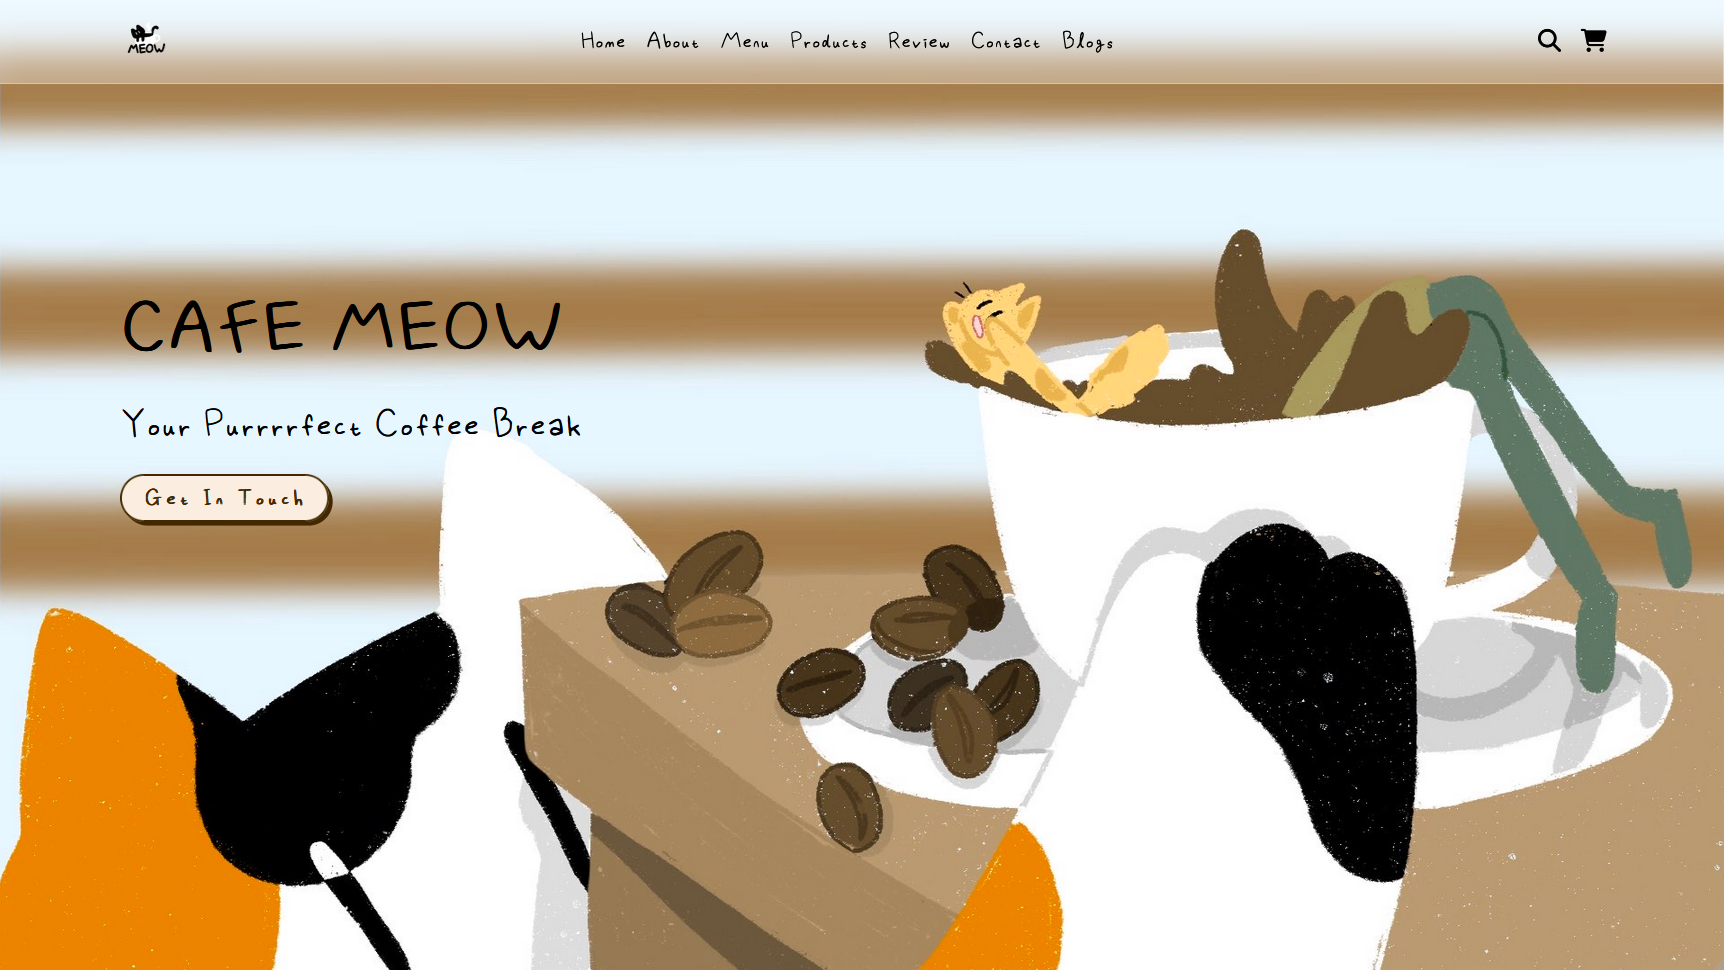 MEOW
Home About Menu Products Review Contact Blogs
CAFE MEOW
Your Purrrrfect Coffee Break
Get In Touch